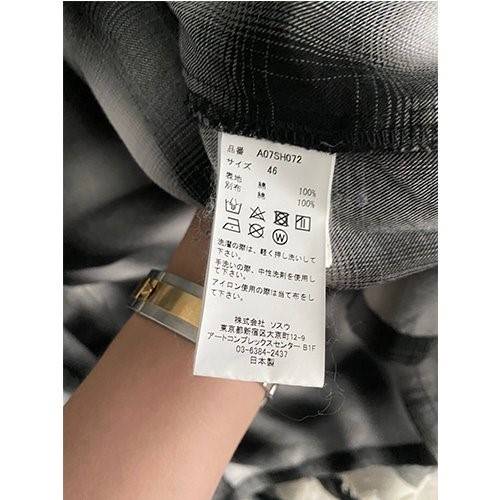 品番 A07SH072
サイズ 46
表地 綿 100%
別布 綿 100%
洗濯の際は、軽く押し洗いして
下さい。
手洗いの際、中性洗剤を使用して
下さい。
アイロン使用の際は当て布をして
下さい。
株式会社 ソスウ
東京都新宿区大京町12-9
アートコンプレックスセンター B1F
03-6384-2437
日本製